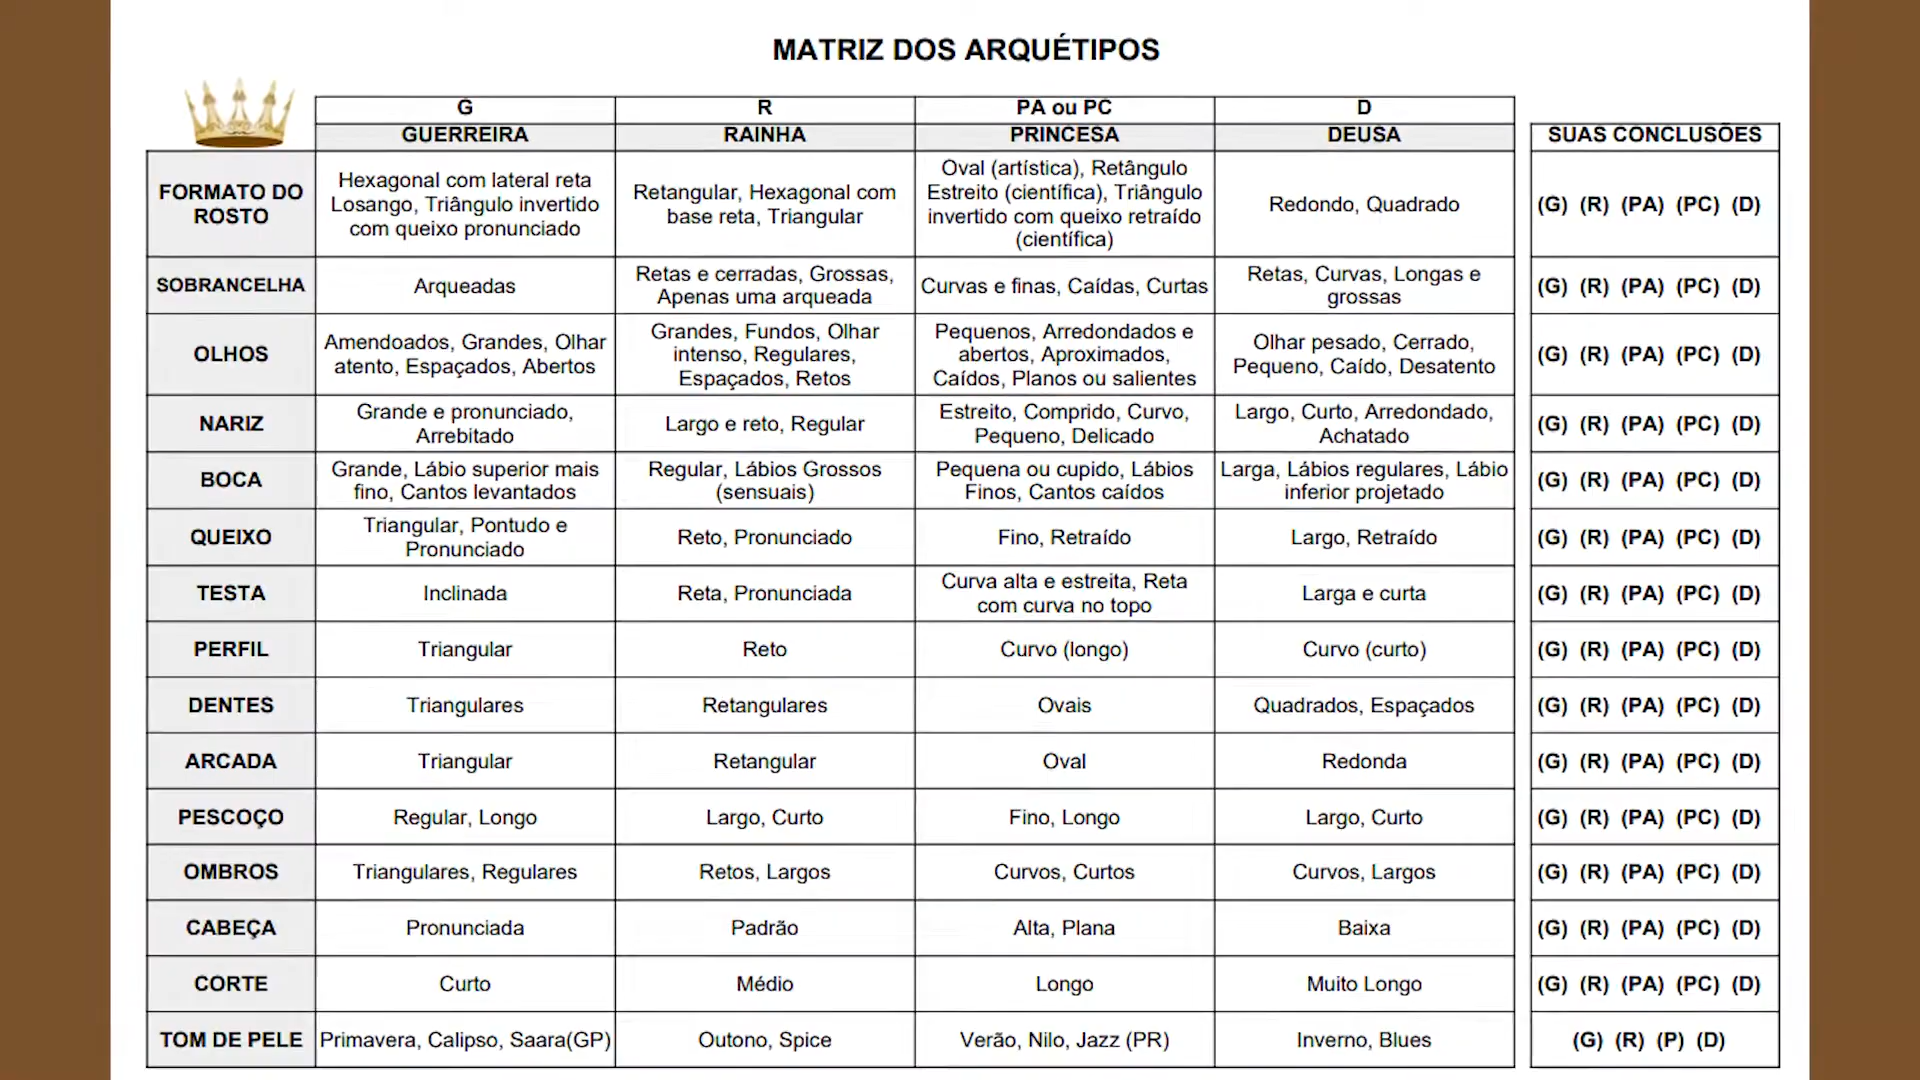 MATRIZ DOS ARQUÉTIPOS
G R PA ou PC D
GUERREIRA RAINHA PRINCESA DEUSA SUAS CONCLUSÕES
FORMATO DO
ROSTO
Hexagonal com lateral reta
Losango, Triângulo invertido
com queixo pronunciado
Retangular, Hexagonal com
base reta, Triangular
Oval (artística), Retângulo
Estreito (científica), Triângulo
invertido com queixo retraído
(científica)
Redondo, Quadrado
(G) (R) (PA) (PC) (D)
SOBRANCELHA
Arqueadas
Retas e cerradas, Grossas,
Apenas uma arqueada
Curvas e finas, Caídas, Curtas
Retas, Curvas, Longas e
grossas
(G) (R) (PA) (PC) (D)
OLHOS
Amendoados, Grandes, Olhar
atento, Espaçados, Abertos
Grandes, Fundos, Olhar
intenso, Regulares,
Espaçados, Retos
Pequenos, Arredondados e
abertos, Aproximados,
Caídos, Planos ou salientes
Olhar pesado, Cerrado,
Pequeno, Caído, Desatento
(G) (R) (PA) (PC) (D)
NARIZ
Grande e pronunciado,
Arrebitado
Largo e reto, Regular
Estreito, Comprido, Curvo,
Pequeno, Delicado
Largo, Curto, Arredondado,
Achatado
(G) (R) (PA) (PC) (D)
BOCA
Grande, Lábio superior mais
fino, Cantos levantados
Regular, Lábios Grossos
(sensuais)
Pequena ou cupido, Lábios
Finos, Cantos caídos
Larga, Lábios regulares, Lábio
inferior projetado
(G) (R) (PA) (PC) (D)
QUEIXO
Triangular, Pontudo e
Pronunciado
Reto, Pronunciado
Fino, Retraído
Largo, Retraído
(G) (R) (PA) (PC) (D)
TESTA
Inclinada
Reta, Pronunciada
Curva alta e estreita, Reta
com curva no topo
Larga e curta
(G) (R) (PA) (PC) (D)
PERFIL Triangular Reto Curvo (longo) Curvo (curto) (G) (R) (PA) (PC) (D)
DENTES Triangulares Retangulares Ovais Quadrados, Espaçados (G) (R) (PA) (PC) (D)
ARCADA Triangular Retangular Oval Redonda (G) (R) (PA) (PC) (D)
PESCOÇO Regular, Longo Largo, Curto Fino, Longo Largo, Curto (G) (R) (PA) (PC) (D)
OMBROS Triangulares, Regulares Retos, Largos Curvos, Curtos Curvos, Largos (G) (R) (PA) (PC) (D)
CABEÇA Pronunciada Padrão Alta, Plana Baixa (G) (R) (PA) (PC) (D)
CORTE Curto Médio Longo Muito Longo (G) (R) (PA) (PC) (D)
TOM DE PELE Primavera, Calipso, Saara(GP) Outono, Spice Verão, Nilo, Jazz (PR) Inverno, Blues (G) (R) (P) (D)